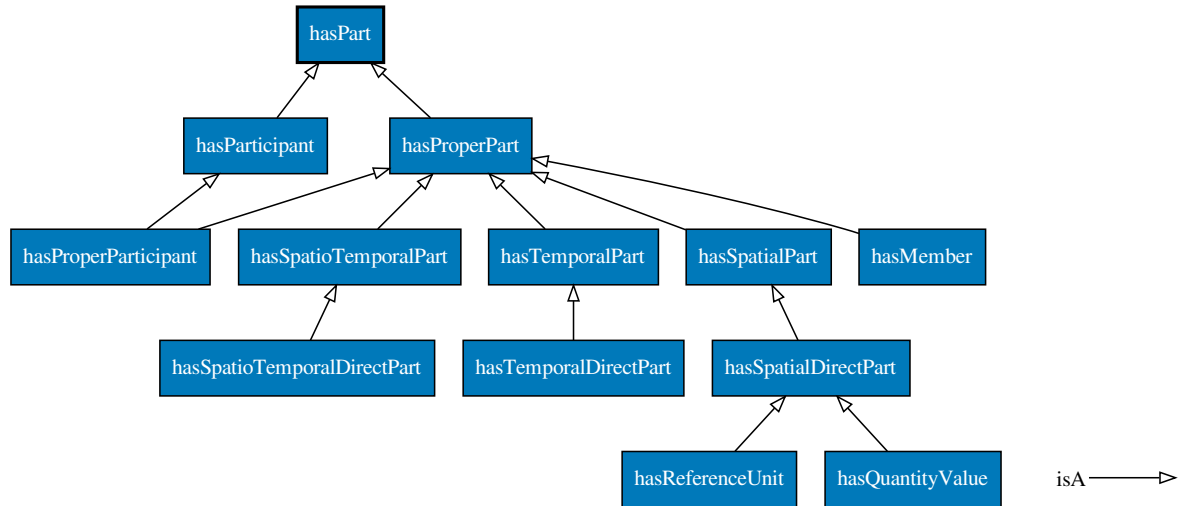 hasPart
hasParticipant
hasProperPart
hasProperParticipant
hasSpatioTemporalPart
hasTemporalPart
hasSpatialPart
hasMember
hasSpatioTemporalDirectPart
hasTemporalDirectPart
hasSpatialDirectPart
hasReferenceUnit
hasQuantityValue
isA